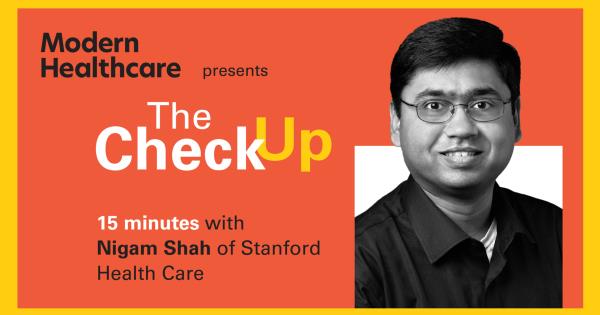 Modern
Healthcare presents
The
CheckUp
15 minutes with
Nigam Shah of Stanford
Health Care